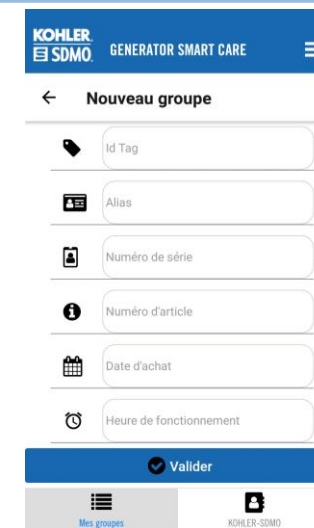 KOHLER
SDMO.
GENERATOR SMART CARE
Nouveau groupe
Id Tag
Alias
Numéro de série
Numéro d'article
Date d'achat
Heure de fonctionnement
Valider
Mes groupes
KOHLER-SDMO